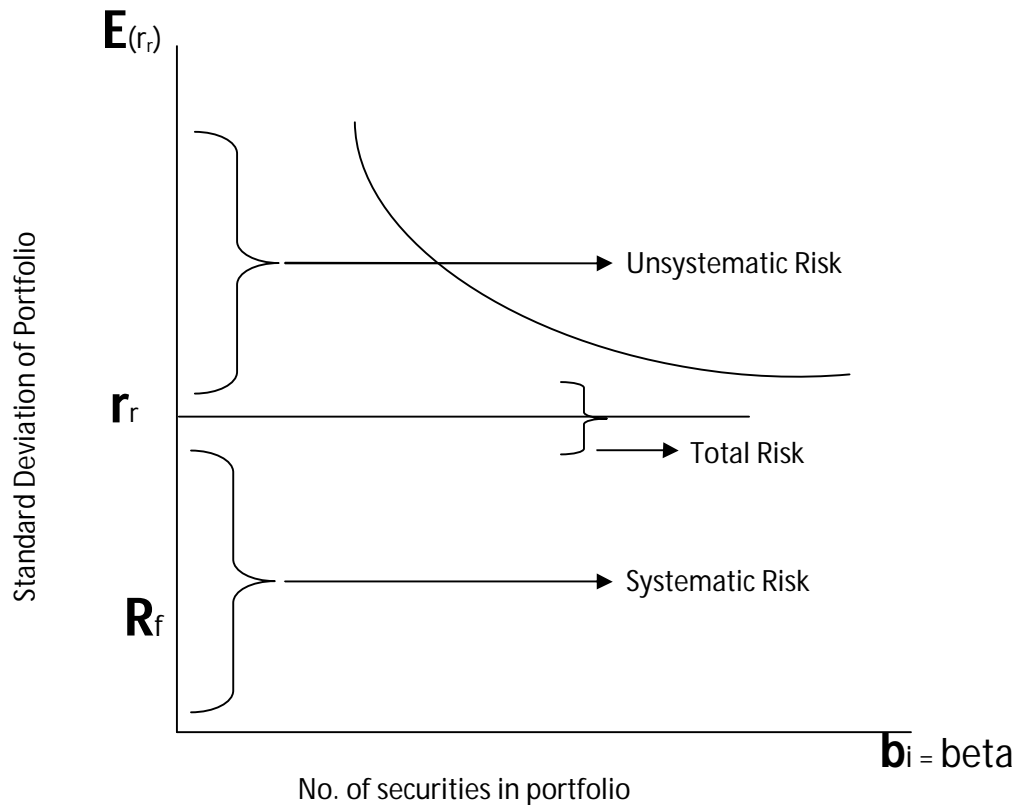 E(rr)
Standard Deviation of Portfolio
Unsystematic Risk
rr
Total Risk
Systematic Risk
Rf
bi = beta
No. of securities in portfolio